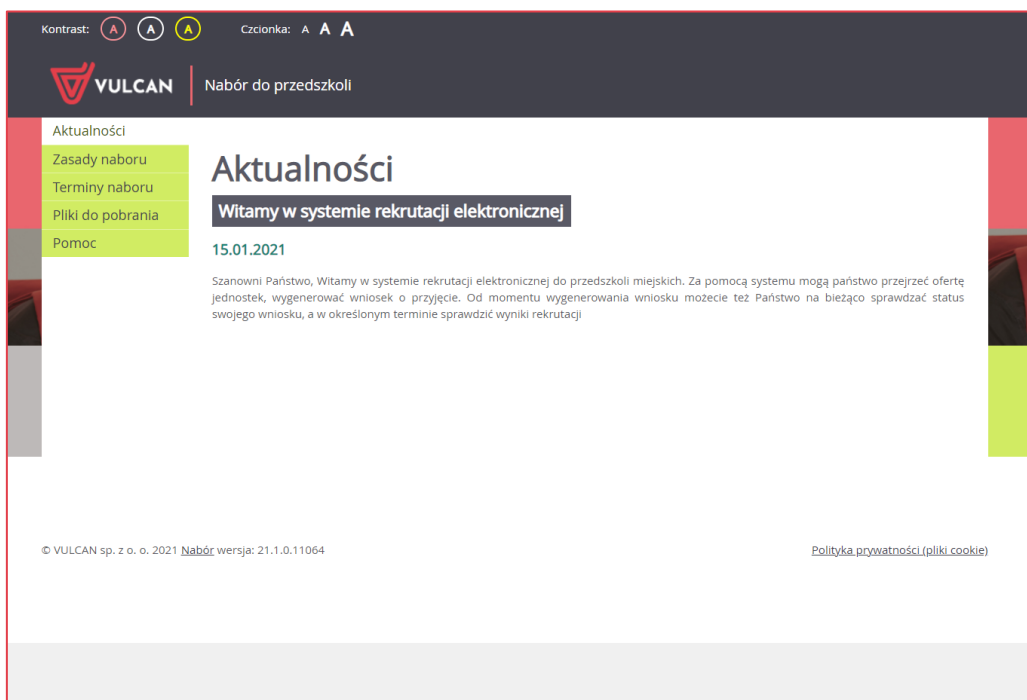 Kontrast: A A A Czcionka: A A A
VULCAN Nabór do przedszkoli
Aktualności
Zasady naboru
Terminy naboru
Pliki do pobrania
Pomoc
Aktualności
Witamy w systemie rekrutacji elektronicznej
15.01.2021
Szanowni Państwo, Witamy w systemie rekrutacji elektronicznej do przedszkoli miejskich. Za pomocą systemu mogą państwo przejrzeć ofertę
jednostek, wygenerować wniosek o przyjęcie. Od momentu wygenerowania wniosku możecie też Państwo na bieżąco sprawdzać status
swojego wniosku, a w określonym terminie sprawdzić wyniki rekrutacji
© VULCAN sp. z o. o. 2021 Nabór wersja: 21.1.0.11064 Polityka prywatności (pliki cookie)